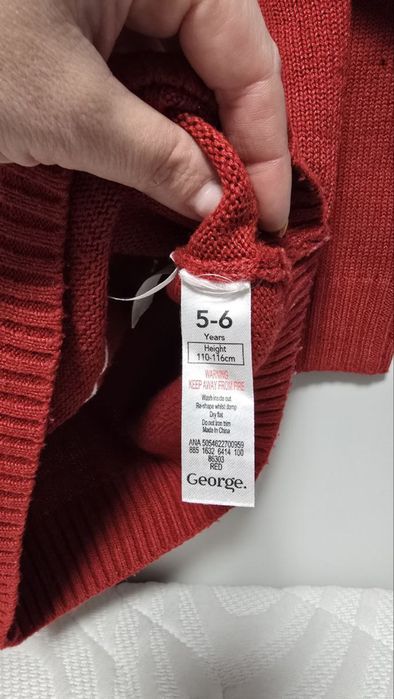 5-6
Years
Height
110-116cm
WARNING
KEEP AWAY FROM FIRE
Wash inside out
Re-shape whilst damp
Dry flat
Do not iron trim
Made In China
ANA 5054622700959
885 1632 6414 100
86303
RED
George.